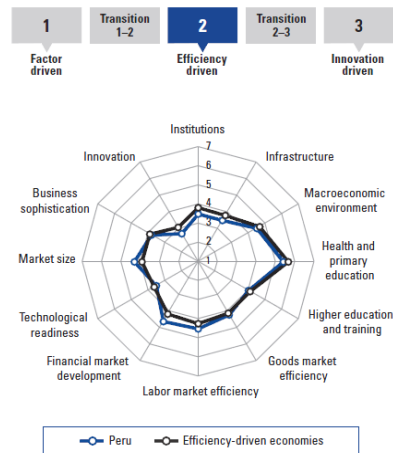 1
Transition
1–2
2
Transition
2–3
3
Factor
driven
Efficiency
driven
Innovation
driven
Institutions
7
6
5
4
3
2
1
Innovation
Infrastructure
Business
sophistication
Macroeconomic
environment
Market size
Health and
primary
education
Technological
readiness
Higher education
and training
Financial market
development
Goods market
efficiency
Labor market efficiency
Peru
Efficiency-driven economies